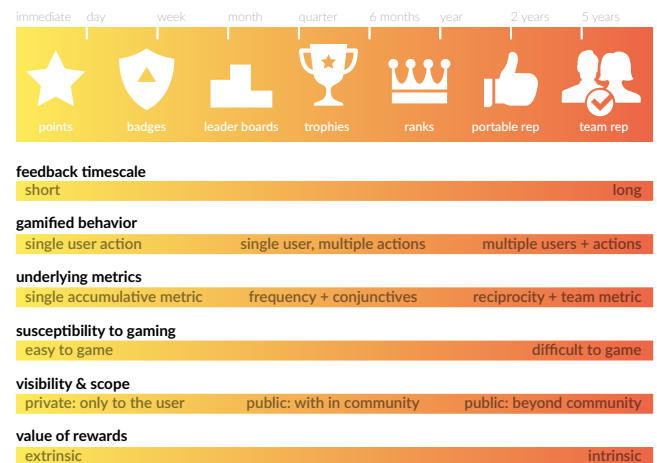 immediate day week month quarter 6 months year 2 years 5 years
points badges leader boards trophies ranks portable rep team rep
feedback timescale
short long
gamified behavior
single user action single user, multiple actions multiple users + actions
underlying metrics
single accumulative metric frequency + conjunctives reciprocity + team metric
susceptibility to gaming
easy to game difficult to game
visibility & scope
private: only to the user public: with in community public: beyond community
value of rewards
extrinsic intrinsic